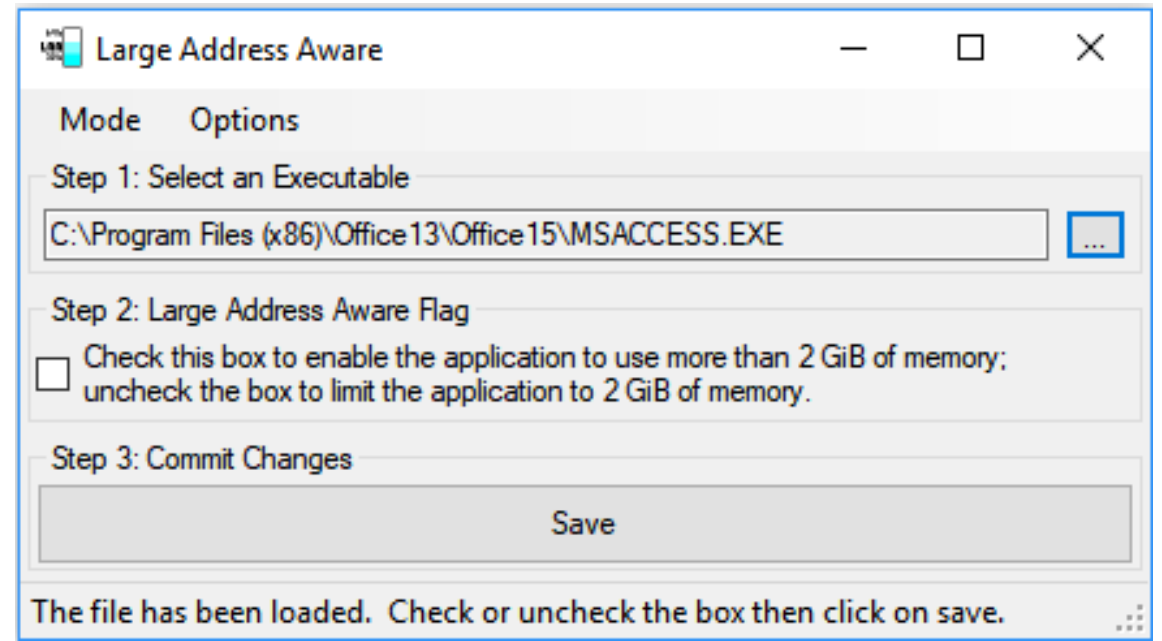 Large Address Aware
Mode Options
Step 1: Select an Executable
C:\Program Files (x86)\Office13\Office15\MSACCESS.EXE
...
Step 2: Large Address Aware Flag
Check this box to enable the application to use more than 2 GiB of memory;
uncheck the box to limit the application to 2 GiB of memory.
Step 3: Commit Changes
Save
The file has been loaded.  Check or uncheck the box then click on save.